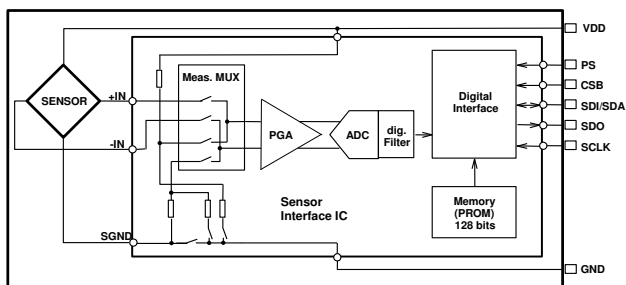 VDD
PS
CSB
SDI/SDA
SDO
SCLK
GND
SENSOR
+IN
-IN
SGND
Meas. MUX
PGA
ADC
dig.
Filter
Digital
Interface
Memory
(PROM)
128 bits
Sensor
Interface IC